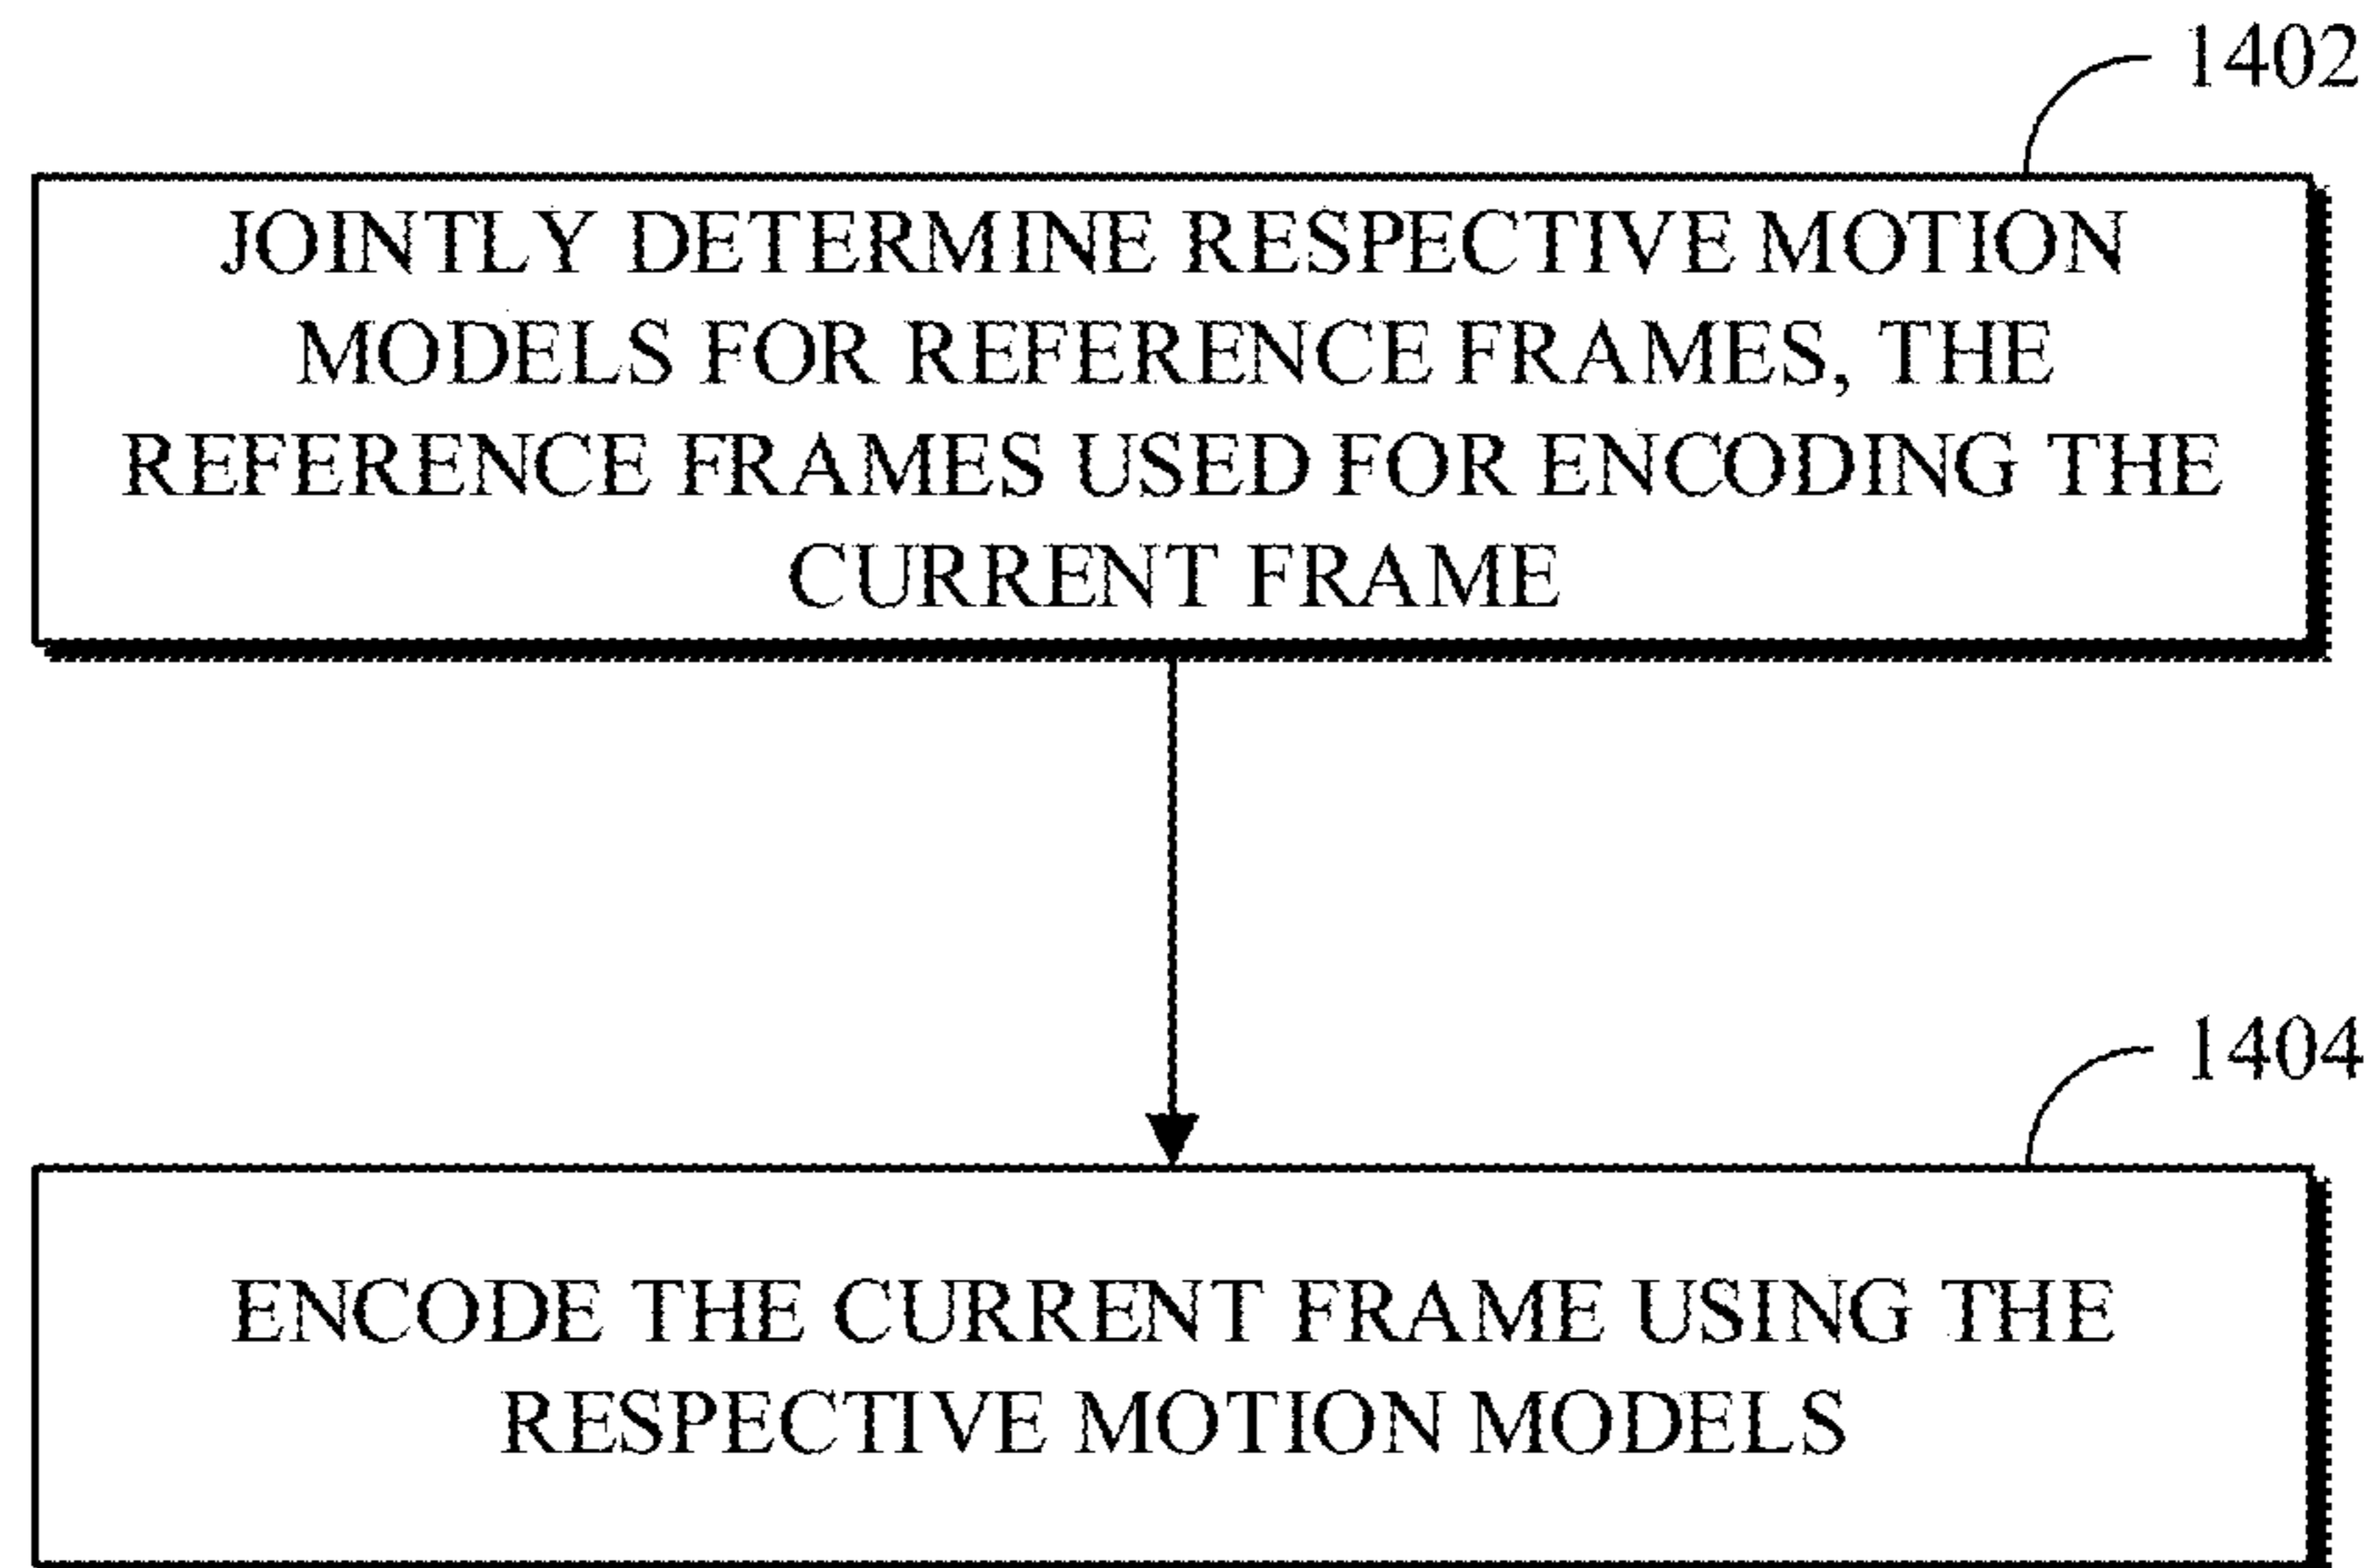 1402
JOINTLY DETERMINE RESPECTIVE MOTION
MODELS FOR REFERENCE FRAMES, THE
REFERENCE FRAMES USED FOR ENCODING THE
CURRENT FRAME
1404
ENCODE THE CURRENT FRAME USING THE
RESPECTIVE MOTION MODELS